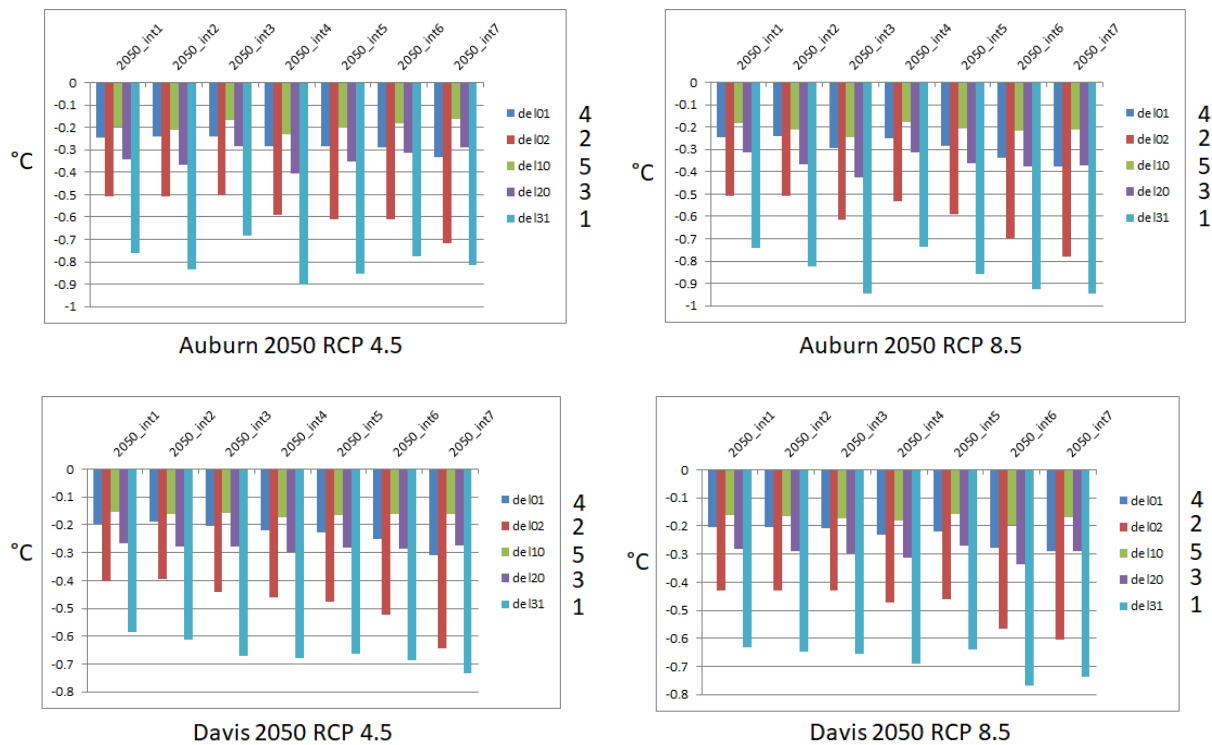 2050_int1 2050_int2 2050_int3 2050_int4 2050_int5 2050_int6 2050_int7
0
-0.1
-0.2
-0.3
-0.4
-0.5
-0.6
-0.7
-0.8
-0.9
-1
°C
del01 4
del02 2
del10 5
del20 3
del31 1
Auburn 2050 RCP 4.5
2050_int1 2050_int2 2050_int3 2050_int4 2050_int5 2050_int6 2050_int7
0
-0.1
-0.2
-0.3
-0.4
-0.5
-0.6
-0.7
-0.8
-0.9
-1
°C
del01 4
del02 2
del10 5
del20 3
del31 1
Auburn 2050 RCP 8.5
2050_int1 2050_int2 2050_int3 2050_int4 2050_int5 2050_int6 2050_int7
0
-0.1
-0.2
-0.3
-0.4
-0.5
-0.6
-0.7
-0.8
°C
del01 4
del02 2
del10 5
del20 3
del31 1
Davis 2050 RCP 4.5
2050_int1 2050_int2 2050_int3 2050_int4 2050_int5 2050_int6 2050_int7
0
-0.1
-0.2
-0.3
-0.4
-0.5
-0.6
-0.7
-0.8
°C
del01 4
del02 2
del10 5
del20 3
del31 1
Davis 2050 RCP 8.5